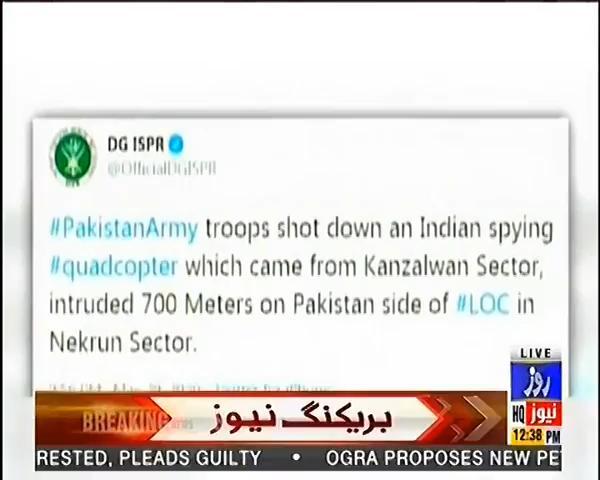 DG ISPR
@OfficialDGISPR
#PakistanArmy troops shot down an Indian spying
#quadcopter which came from Kanzalwan Sector,
intruded 700 Meters on Pakistan side of #LOC in
Nekrun Sector.
LIVE
روز
نیوز HQ
12:38 PM
BREAKING NEWS بریکنگ نیوز
RESTED, PLEADS GUILTY • OGRA PROPOSES NEW PE